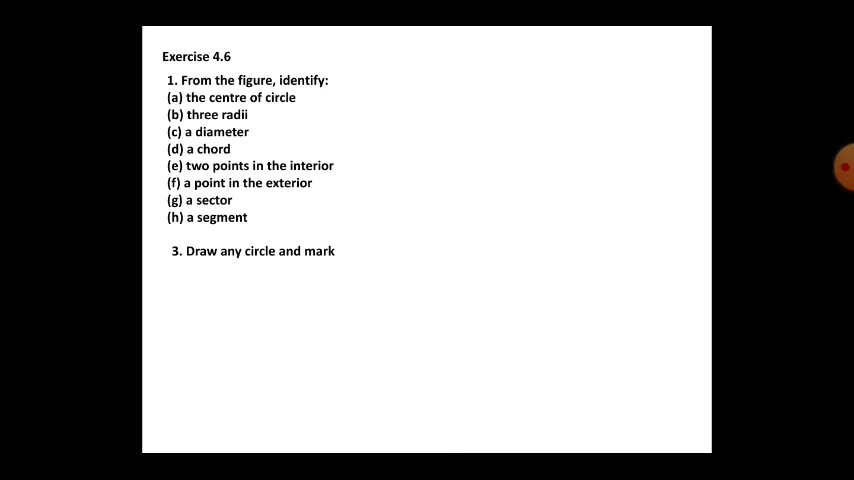 Exercise 4.6
1. From the figure, identify:
(a) the centre of circle
(b) three radii
(c) a diameter
(d) a chord
(e) two points in the interior
(f) a point in the exterior
(g) a sector
(h) a segment
3. Draw any circle and mark